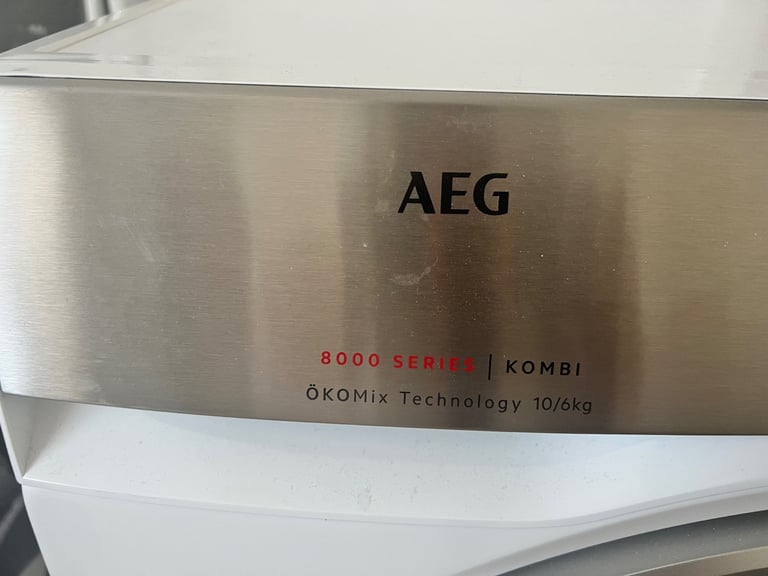 AEG
8000 SERIES | KOMBI
ÖKOMix Technology 10/6kg